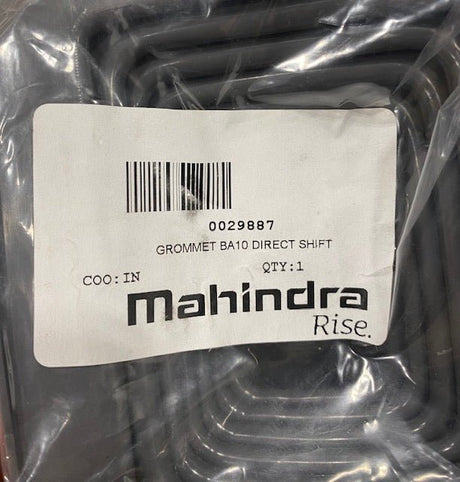 0029887
GROMMET BA10 DIRECT SHIFT
COO:IN QTY:1
Mahindra
Rise.